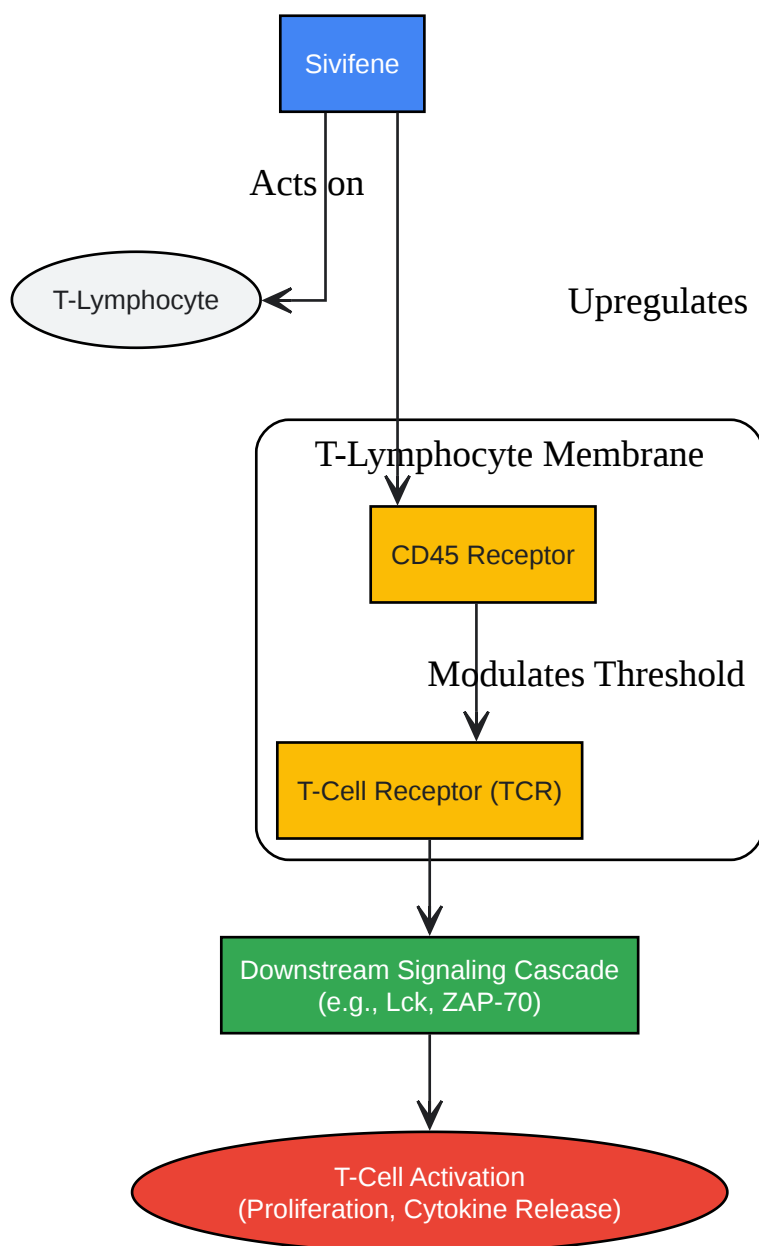 Sivifene
Acts on
T-Lymphocyte
Upregulates
T-Lymphocyte Membrane
CD45 Receptor
Modulates Threshold
T-Cell Receptor (TCR)
Downstream Signaling Cascade
(e.g., Lck, ZAP-70)
T-Cell Activation
(Proliferation, Cytokine Release)